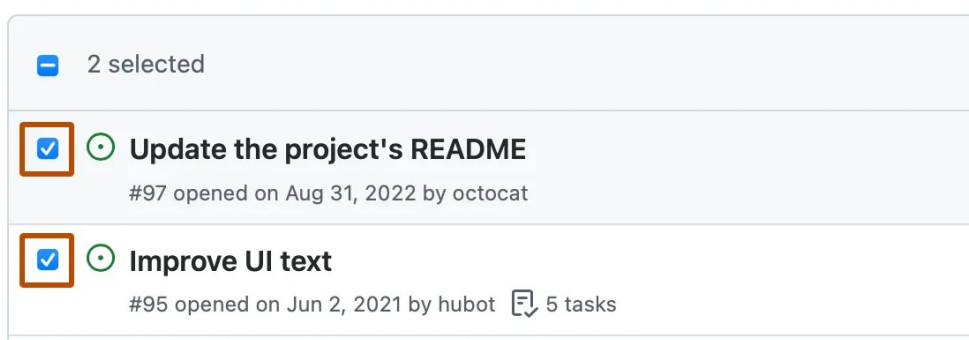 2 selected
Update the project's README
#97 opened on Aug 31, 2022 by octocat
Improve UI text
#95 opened on Jun 2, 2021 by hubot 5 tasks